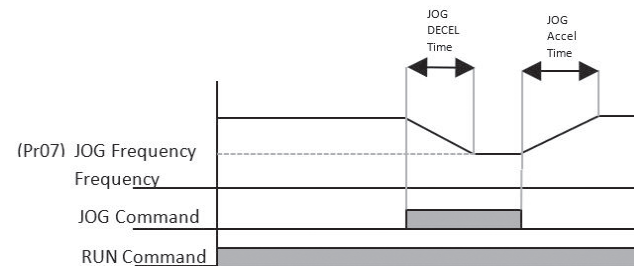 JOG
DECEL
Time
JOG
Accel
Time
(Pr07) JOG Frequency
Frequency
JOG Command
RUN Command